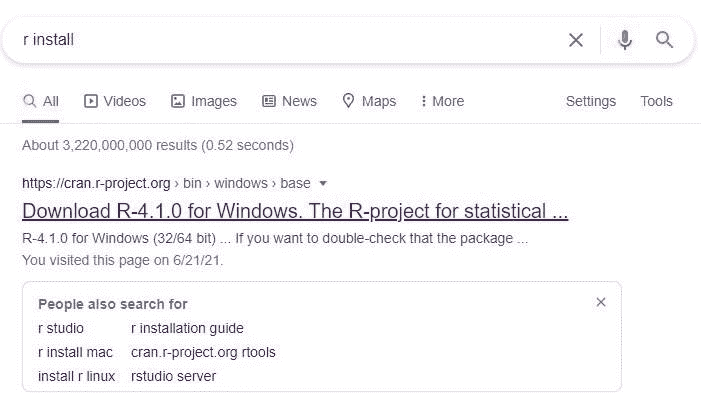 r install
All Videos Images News Maps More Settings Tools
About 3,220,000,000 results (0.52 seconds)
https://cran.r-project.org › bin › windows › base
Download R-4.1.0 for Windows. The R-project for statistical ...
R-4.1.0 for Windows (32/64 bit) ... If you want to double-check that the package ...
You visited this page on 6/21/21.
People also search for
r studio r installation guide
r install mac cran.r-project.org rtools
install r linux rstudio server